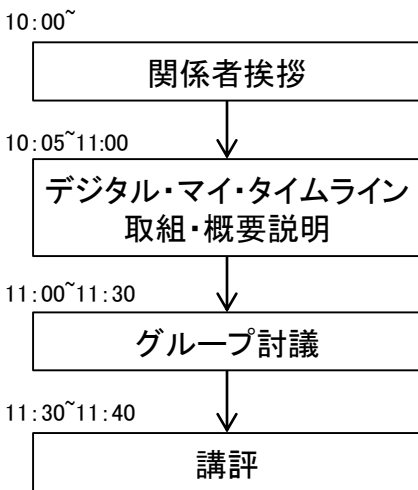 10:00~
関係者挨拶
10:05~11:00
デジタル・マイ・タイムライン
取組・概要説明
11:00~11:30
グループ討議
11:30~11:40
講評